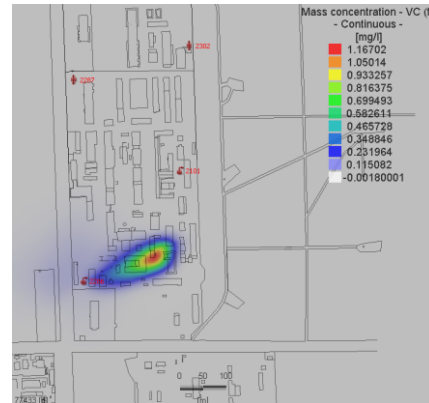 Mass concentration - VC (f
- Continuous -
[mg/l]
1.16702
1.05014
0.933257
0.816375
0.699493
0.582611
0.465728
0.348846
0.231964
0.115082
-0.00180001
2302
2287
0 50 100
[m]